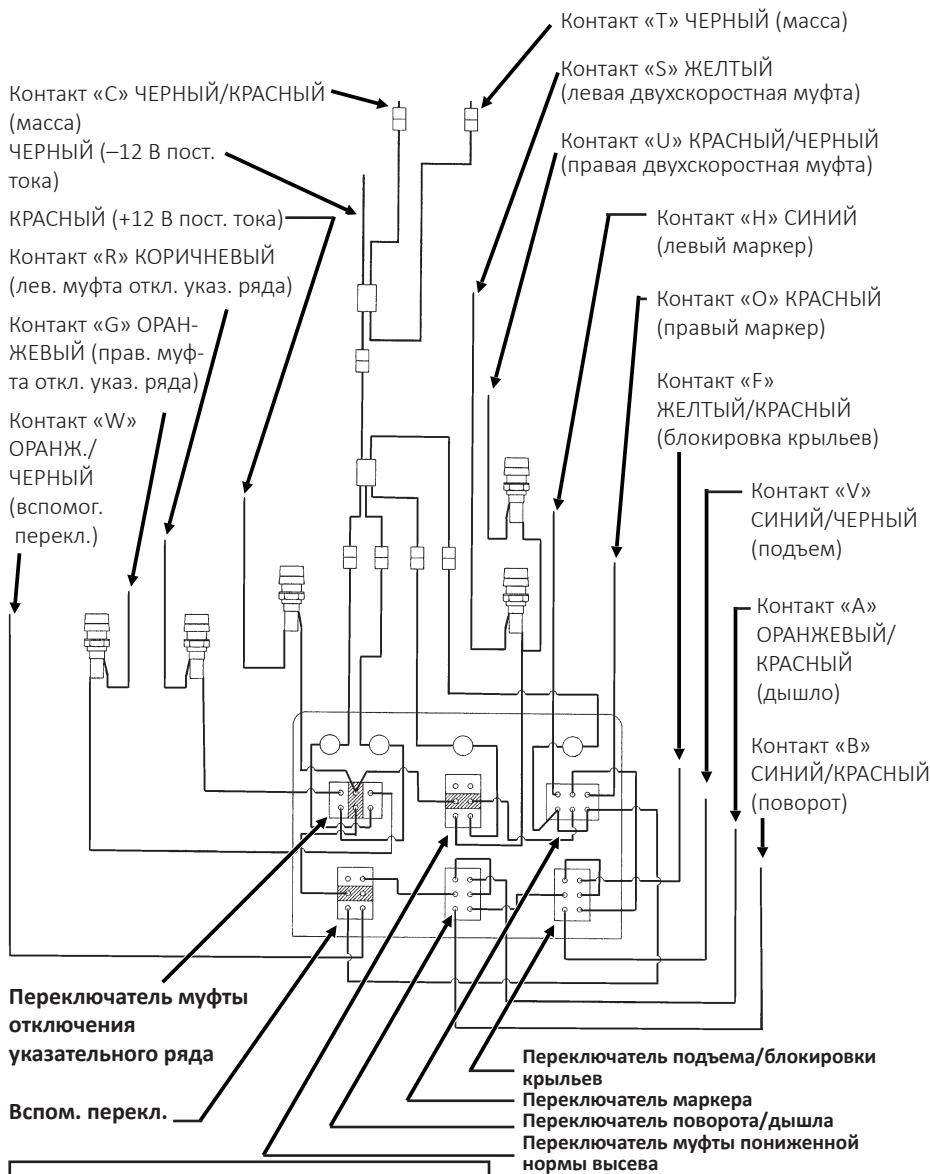 Контакт «T» ЧЕРНЫЙ (масса)
Контакт «S» ЖЕЛТЫЙ
(левая двухскоростная муфта)
Контакт «C» ЧЕРНЫЙ/КРАСНЫЙ
(масса)
ЧЕРНЫЙ (–12 В пост.
тока)
Контакт «U» КРАСНЫЙ/ЧЕРНЫЙ
(правая двухскоростная муфта)
КРАСНЫЙ (+12 В пост. тока)
Контакт «H» СИНИЙ
(левый маркер)
Контакт «R» КОРИЧНЕВЫЙ
(лев. муфта откл. указ. ряда)
Контакт «O» КРАСНЫЙ
(правый маркер)
Контакт «G» ОРАН-
ЖЕВЫЙ (прав. муф-
та откл. указ. ряда)
Контакт «F»
ЖЕЛТЫЙ/КРАСНЫЙ
(блокировка крыльев)
Контакт «W»
ОРАНЖ./
ЧЕРНЫЙ
(вспомог.
перекл.)
Контакт «V»
СИНИЙ/ЧЕРНЫЙ
(подъем)
Контакт «A»
ОРАНЖЕВЫЙ/
КРАСНЫЙ
(дышло)
Контакт «B»
СИНИЙ/КРАСНЫЙ
(поворот)
Переключатель муфты
отключения
указательного ряда
Вспом. перекл.
Переключатель подъема/блокировки
крыльев
Переключатель маркера
Переключатель поворота/дышла
Переключатель муфты пониженной
нормы высева